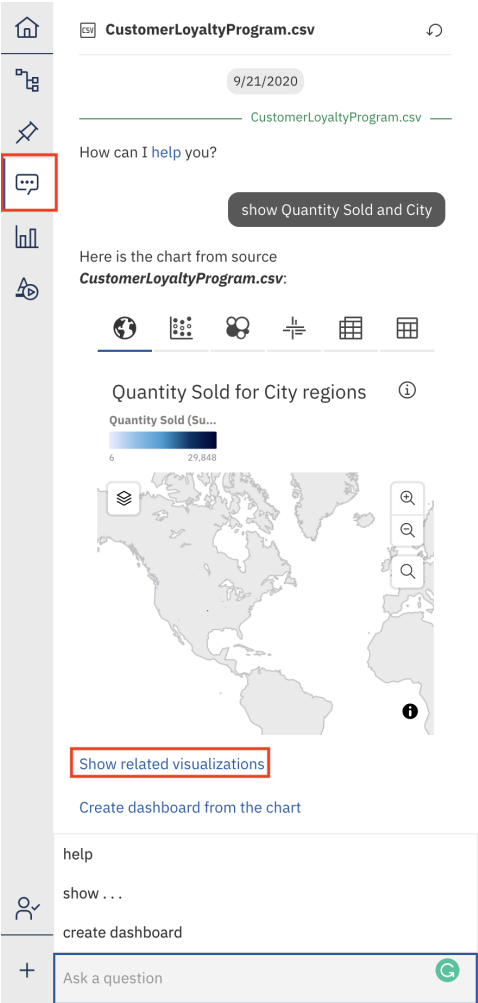 CSV CustomerLoyaltyProgram.csv
9/21/2020
CustomerLoyaltyProgram.csv
How can I help you?
show Quantity Sold and City
Here is the chart from source
CustomerLoyaltyProgram.csv:
Quantity Sold for City regions
Quantity Sold (Su...
6 29,848
Show related visualizations
Create dashboard from the chart
help
show . . .
create dashboard
Ask a question